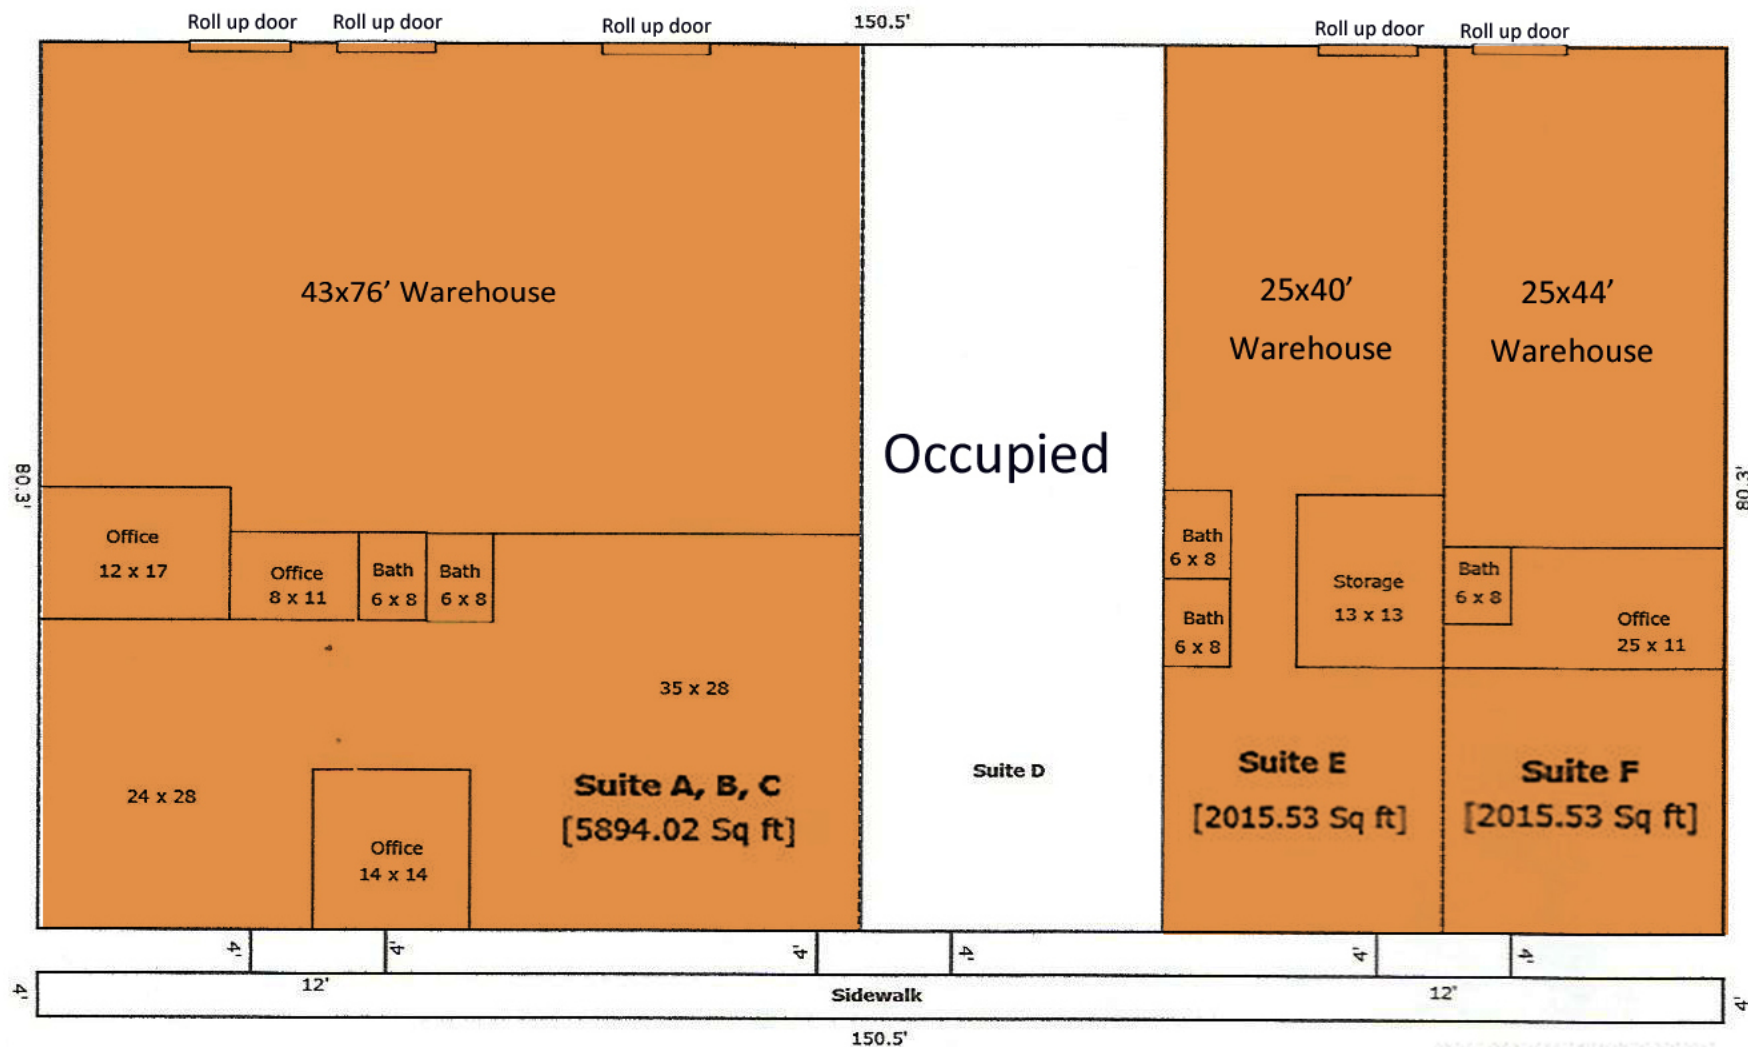 Roll up door
Roll up door
Roll up door
150.5'
Roll up door
Roll up door
43x76’ Warehouse
25x40’
Warehouse
25x44’
Warehouse
Occupied
80.3'
80.3'
Office
12 x 17
Office
8 x 11
Bath
6 x 8
Bath
6 x 8
Bath
6 x 8
Bath
6 x 8
Storage
13 x 13
Bath
6 x 8
Office
25 x 11
35 x 28
24 x 28
Office
14 x 14
Suite A, B, C
[5894.02 Sq ft]
Suite D
Suite E
[2015.53 Sq ft]
Suite F
[2015.53 Sq ft]
4'
4'
4'
4'
4'
4'
4'
12'
Sidewalk
12'
4'
150.5'